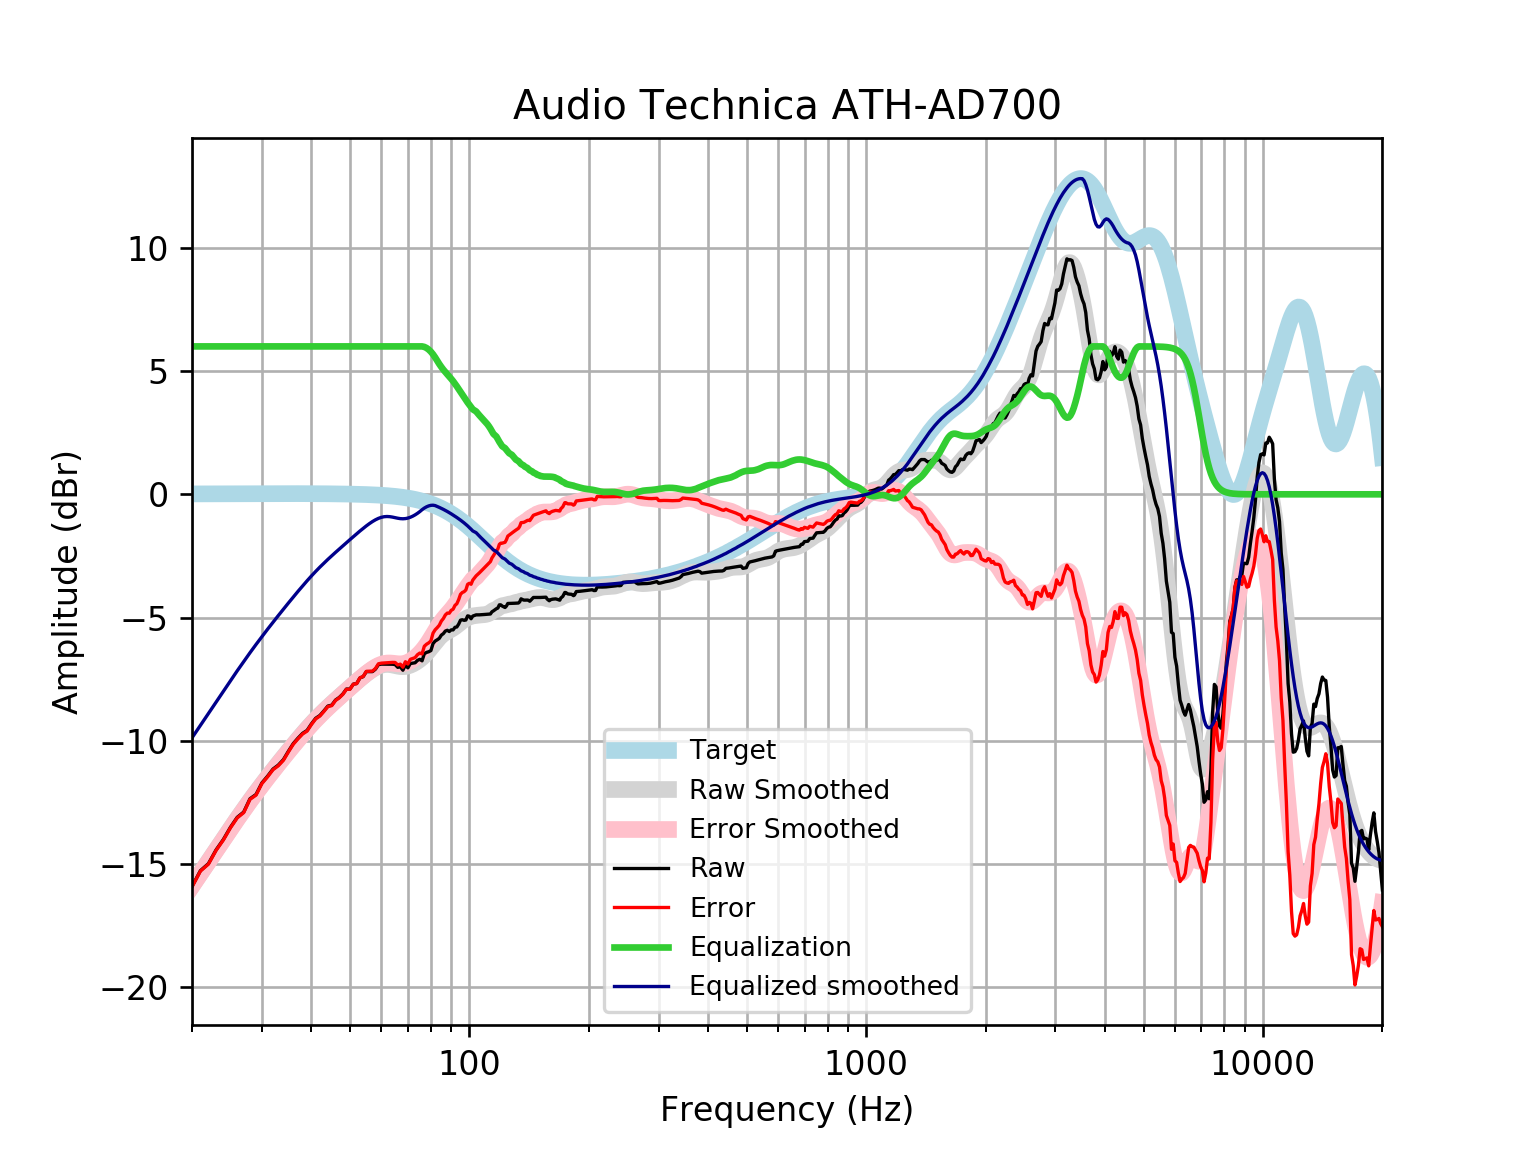 Audio Technica ATH-AD700
Amplitude (dBr)
10
5
0
−5
−10
−15
−20
Target
Raw Smoothed
Error Smoothed
Raw
Error
Equalization
Equalized smoothed
100
1000
10000
Frequency (Hz)